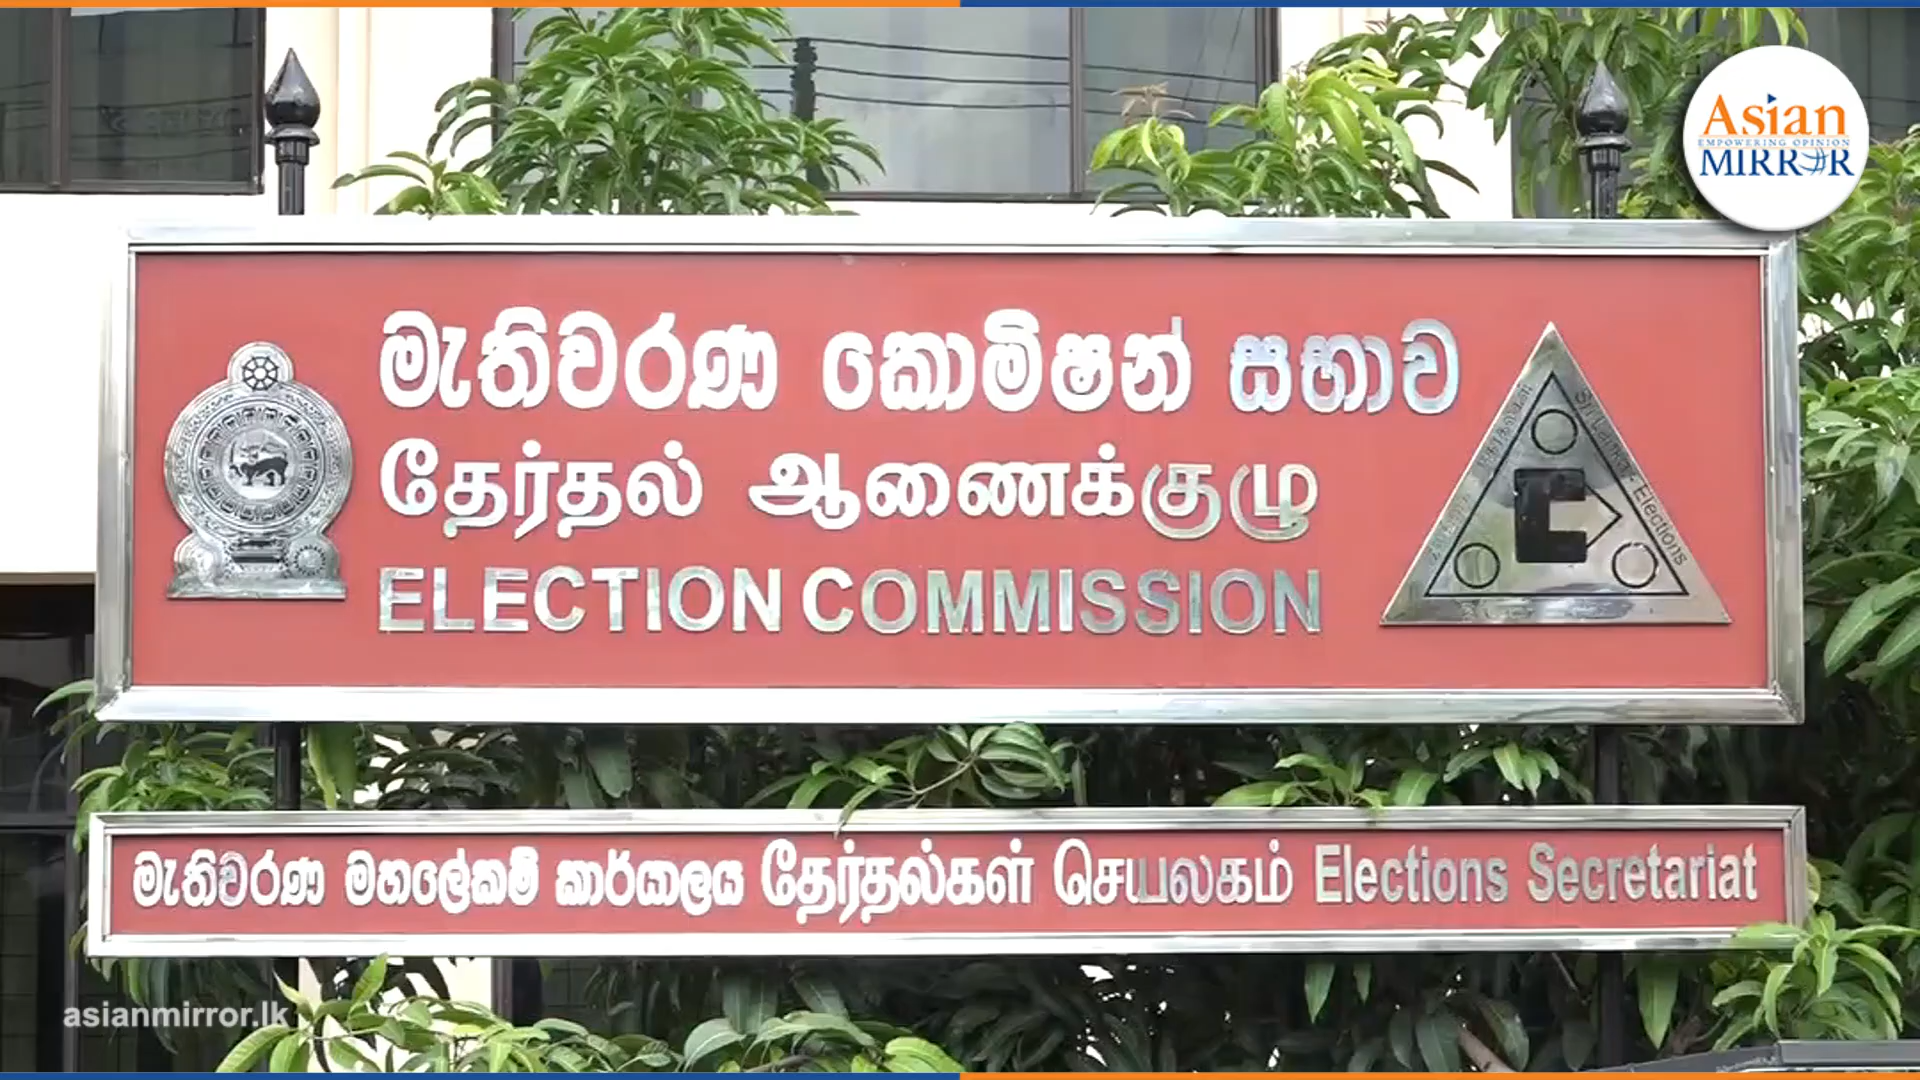 Asian
EMPOWERING OPINION
MIRROR
මැතිවරණ කොමිෂන් සභාව
தேர்தல் ஆணைக்குழு
ELECTION COMMISSION
Sri Lanka Elections
මැතිවරණ මහලේකම් කාර්යාලය தேர்தல்கள் செயலகம் Elections Secretariat
asianmirror.lk